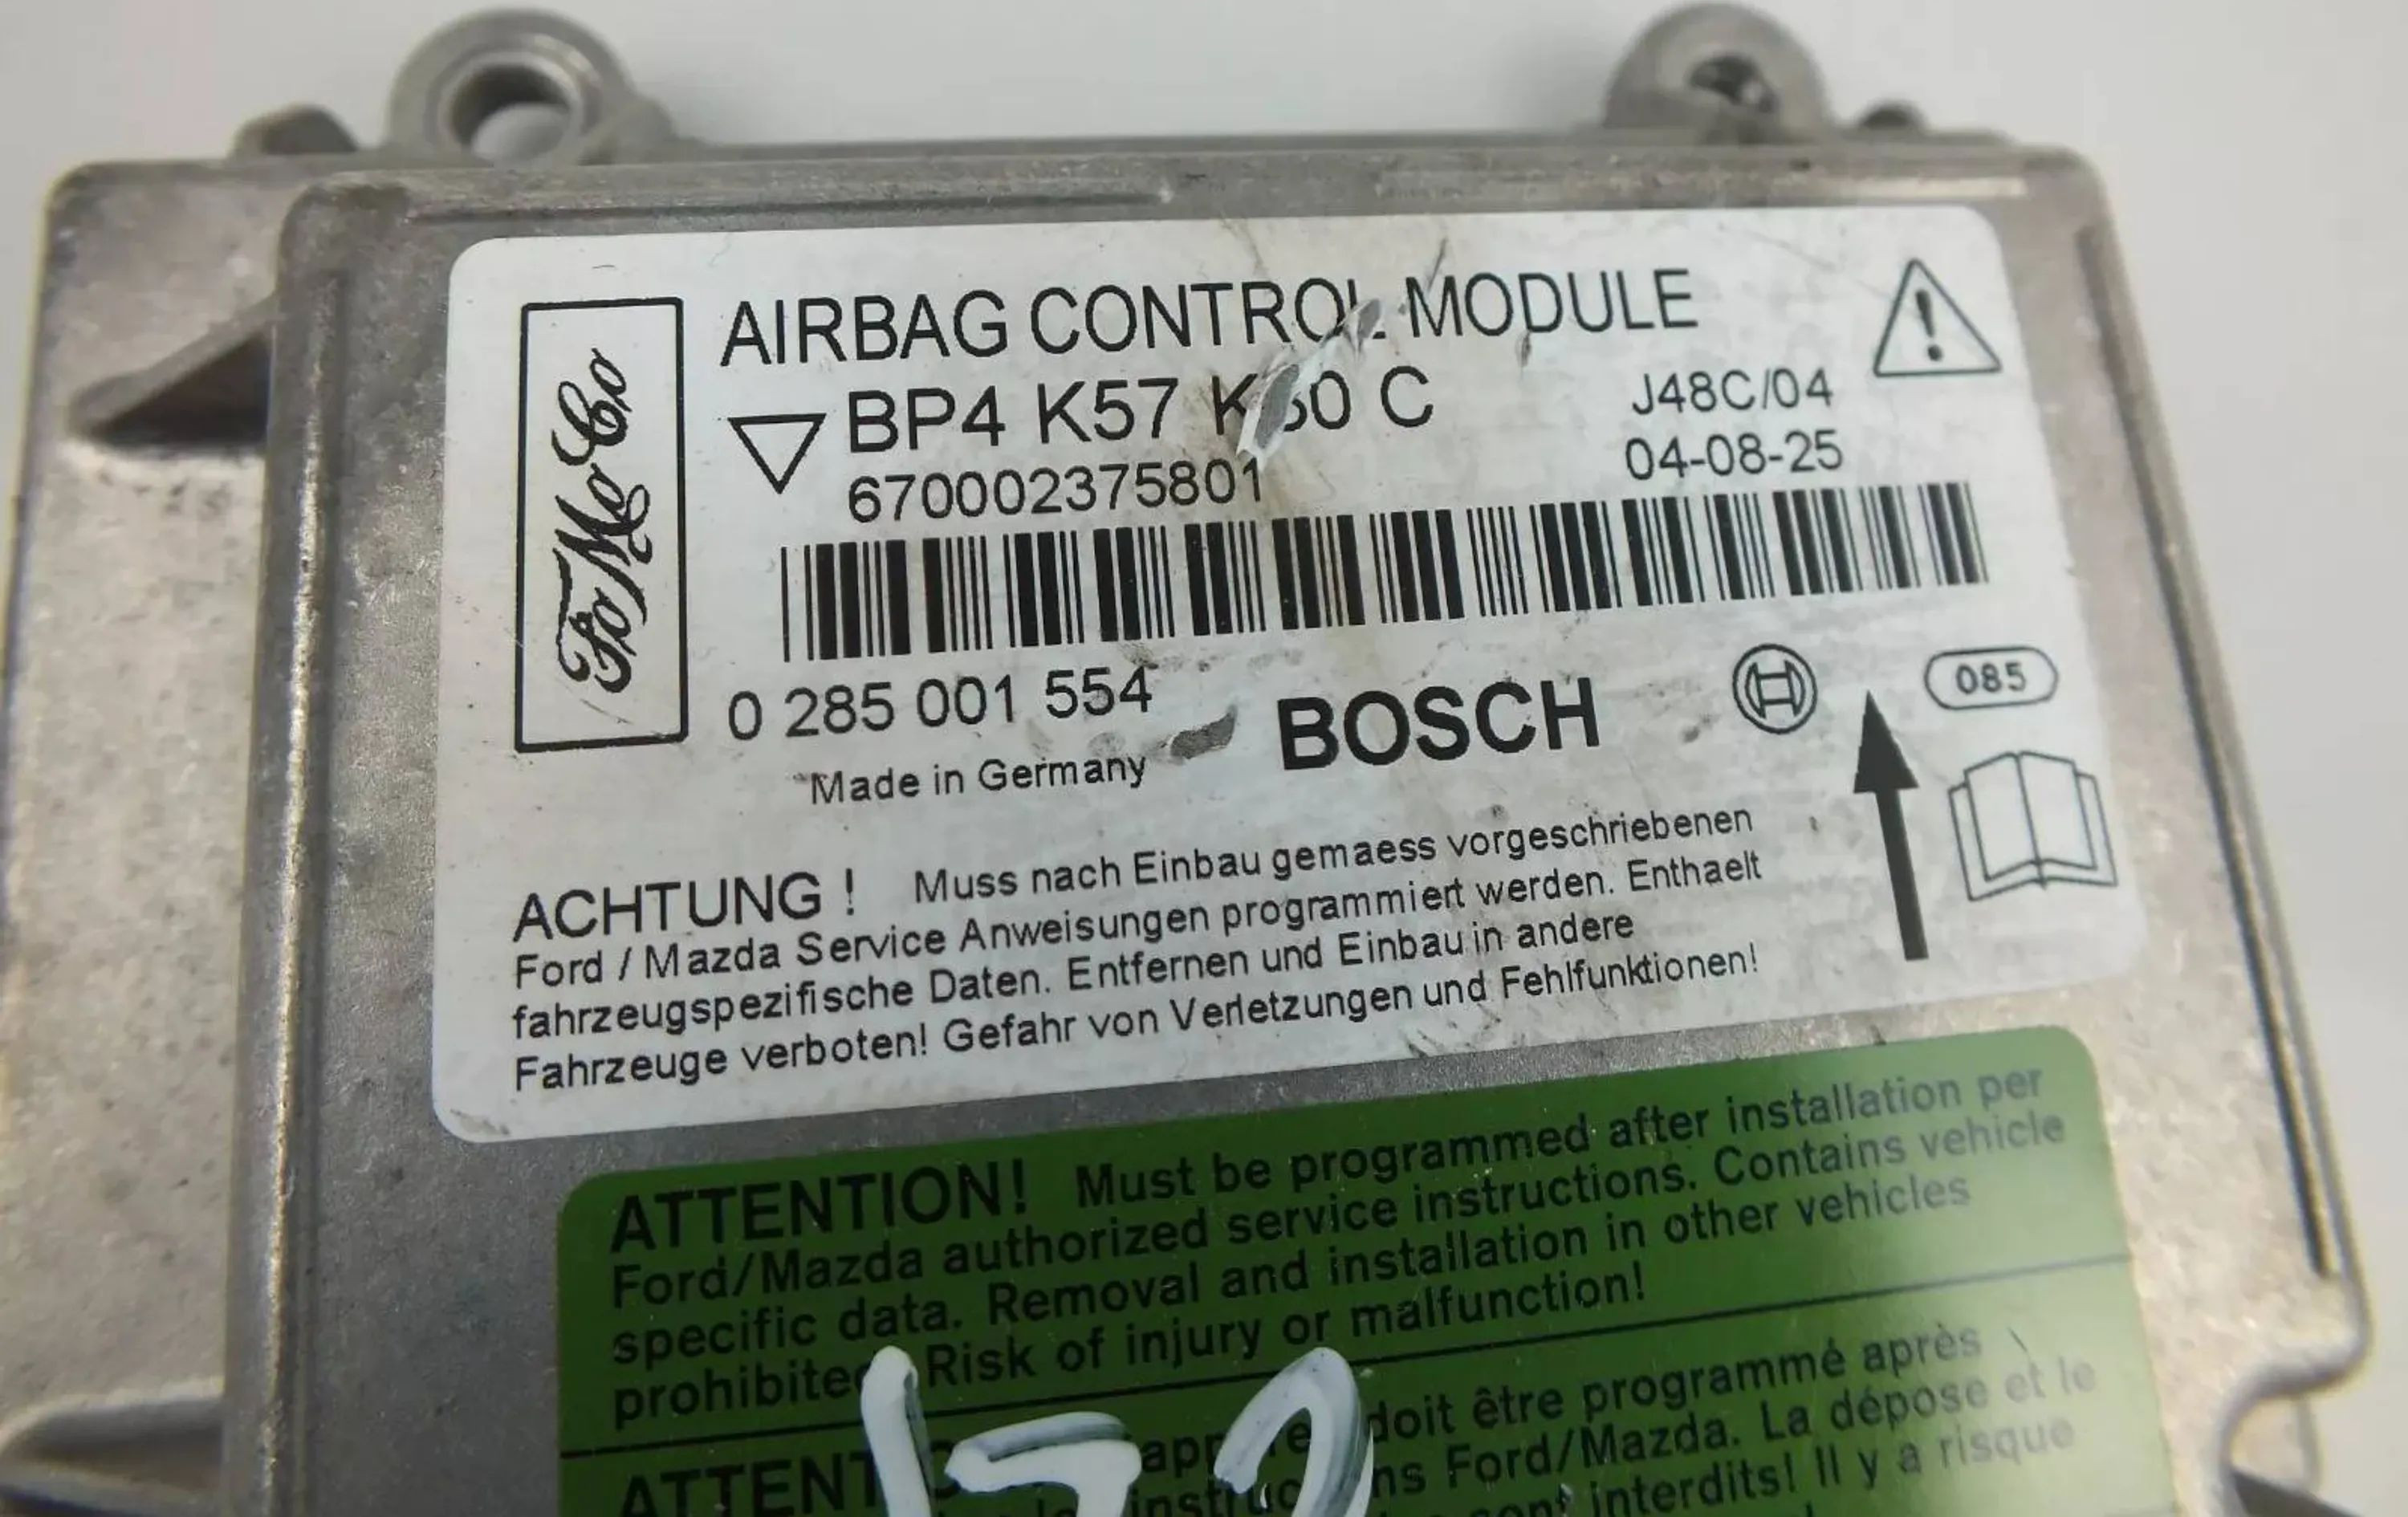 FoMoCo
AIRBAG CONTROL MODULE
BP4 K57 K30 C
J48C/04
670002375801
04-08-25
0 285 001 554
BOSCH
085
Made in Germany
ACHTUNG! Muss nach Einbau gemaess vorgeschriebenen
Ford / Mazda Service Anweisungen programmiert werden. Enthaelt
fahrzeugspezifische Daten. Entfernen und Einbau in andere
Fahrzeuge verboten! Gefahr von Verletzungen und Fehlfunktionen!
ATTENTION! Must be programmed after installation per
Ford/Mazda authorized service instructions. Contains vehicle
specific data. Removal and installation in other vehicles
prohibited Risk of injury or malfunction!
doit être programmé après
Ford/Mazda. La dépose et le
interdits! Il y a risque